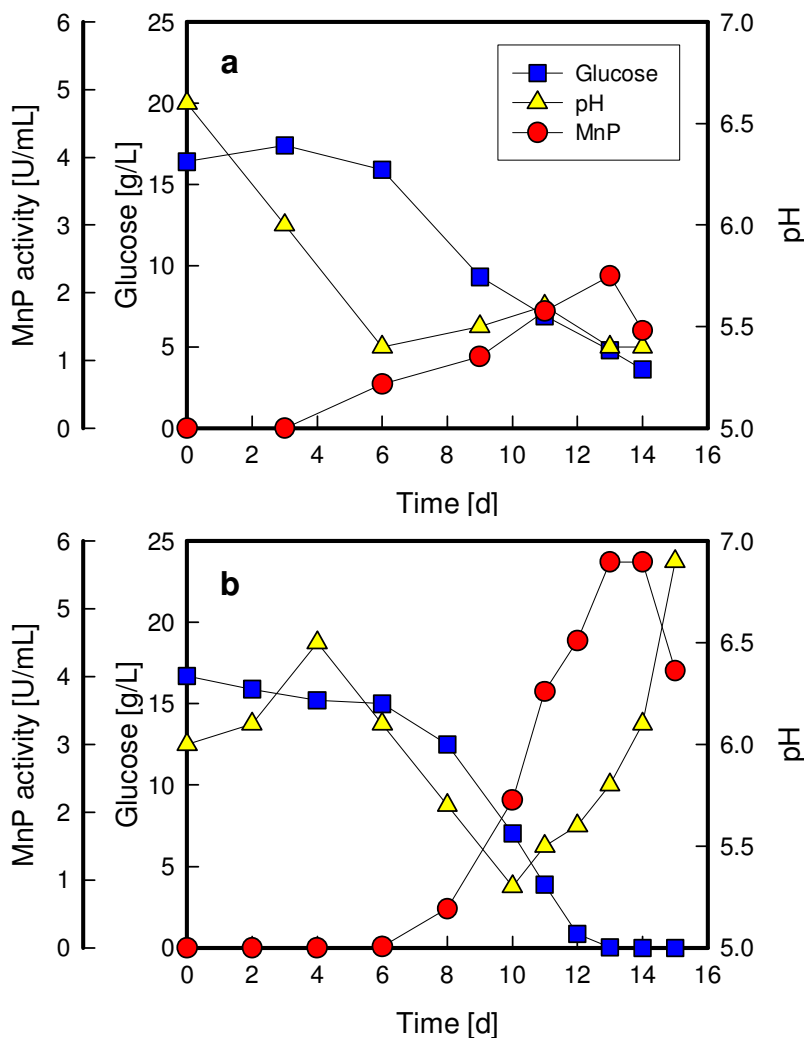 a
Glucose
pH
MnP
MnP activity [U/mL]
6
5
4
3
2
1
0
Glucose [g/L]
25
20
15
10
5
0
pH
7.0
6.5
6.0
5.5
5.0
0 2 4 6 8 10 12 14 16
Time [d]
b
MnP activity [U/mL]
6
5
4
3
2
1
0
Glucose [g/L]
25
20
15
10
5
0
pH
7.0
6.5
6.0
5.5
5.0
0 2 4 6 8 10 12 14 16
Time [d]